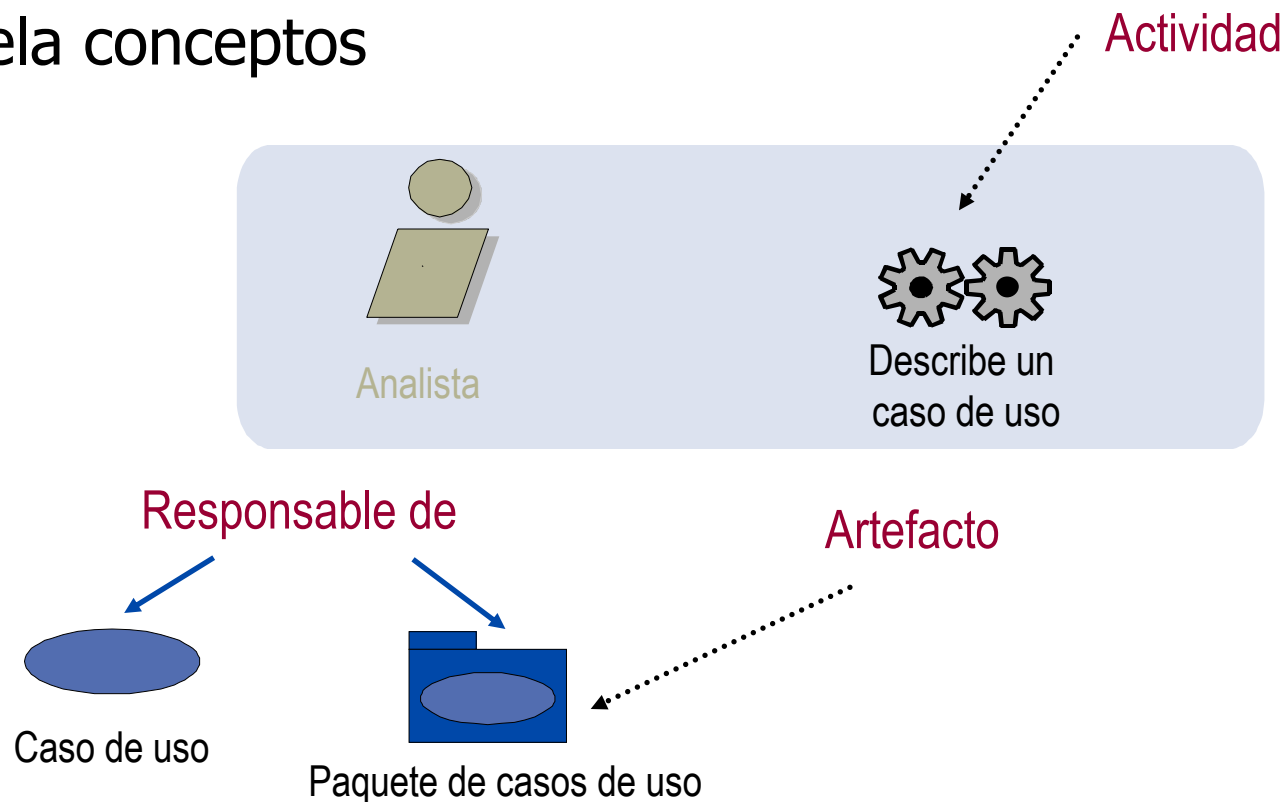 ela conceptos
Actividad
Analista
Describe un
caso de uso
Responsable de
Artefacto
Caso de uso
Paquete de casos de uso